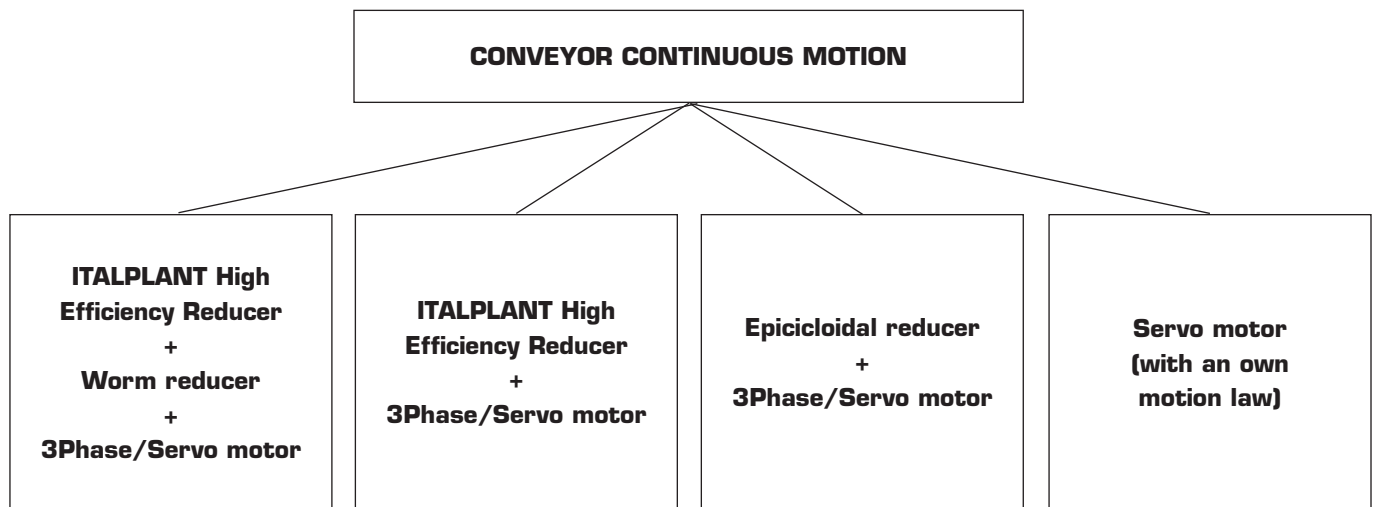 CONVEYOR CONTINUOUS MOTION
ITALPLANT High
Efficiency Reducer
+
Worm reducer
+
3Phase/Servo motor
ITALPLANT High
Efficiency Reducer
+
3Phase/Servo motor
Epicicloidal reducer
+
3Phase/Servo motor
Servo motor
(with an own
motion law)